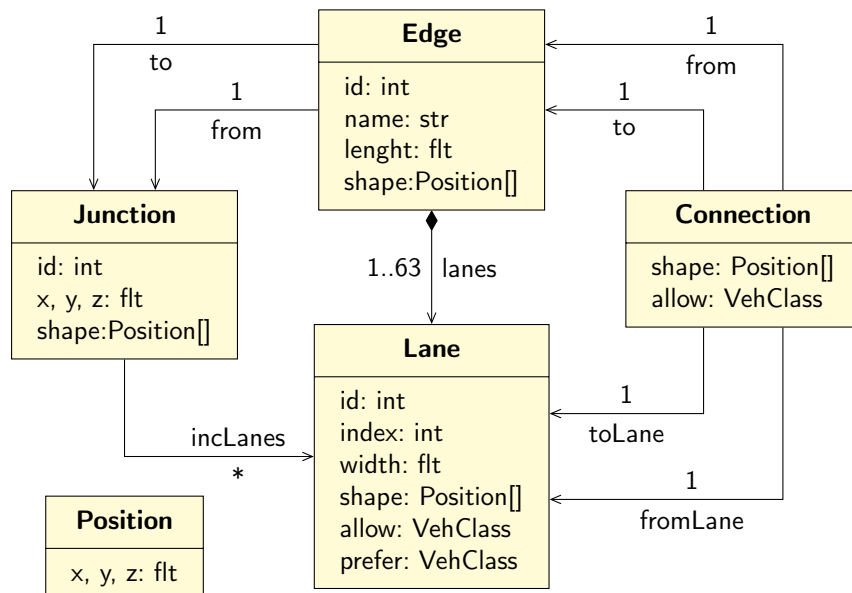 Edge
id: int
name: str
lenght: flt
shape:Position[]
1
to
1
from
1
from
1
to
Junction
id: int
x, y, z: flt
shape:Position[]
Connection
shape: Position[]
allow: VehClass
1..63 lanes
Lane
id: int
index: int
width: flt
shape: Position[]
allow: VehClass
prefer: VehClass
incLanes
*
1
toLane
1
fromLane
Position
x, y, z: flt